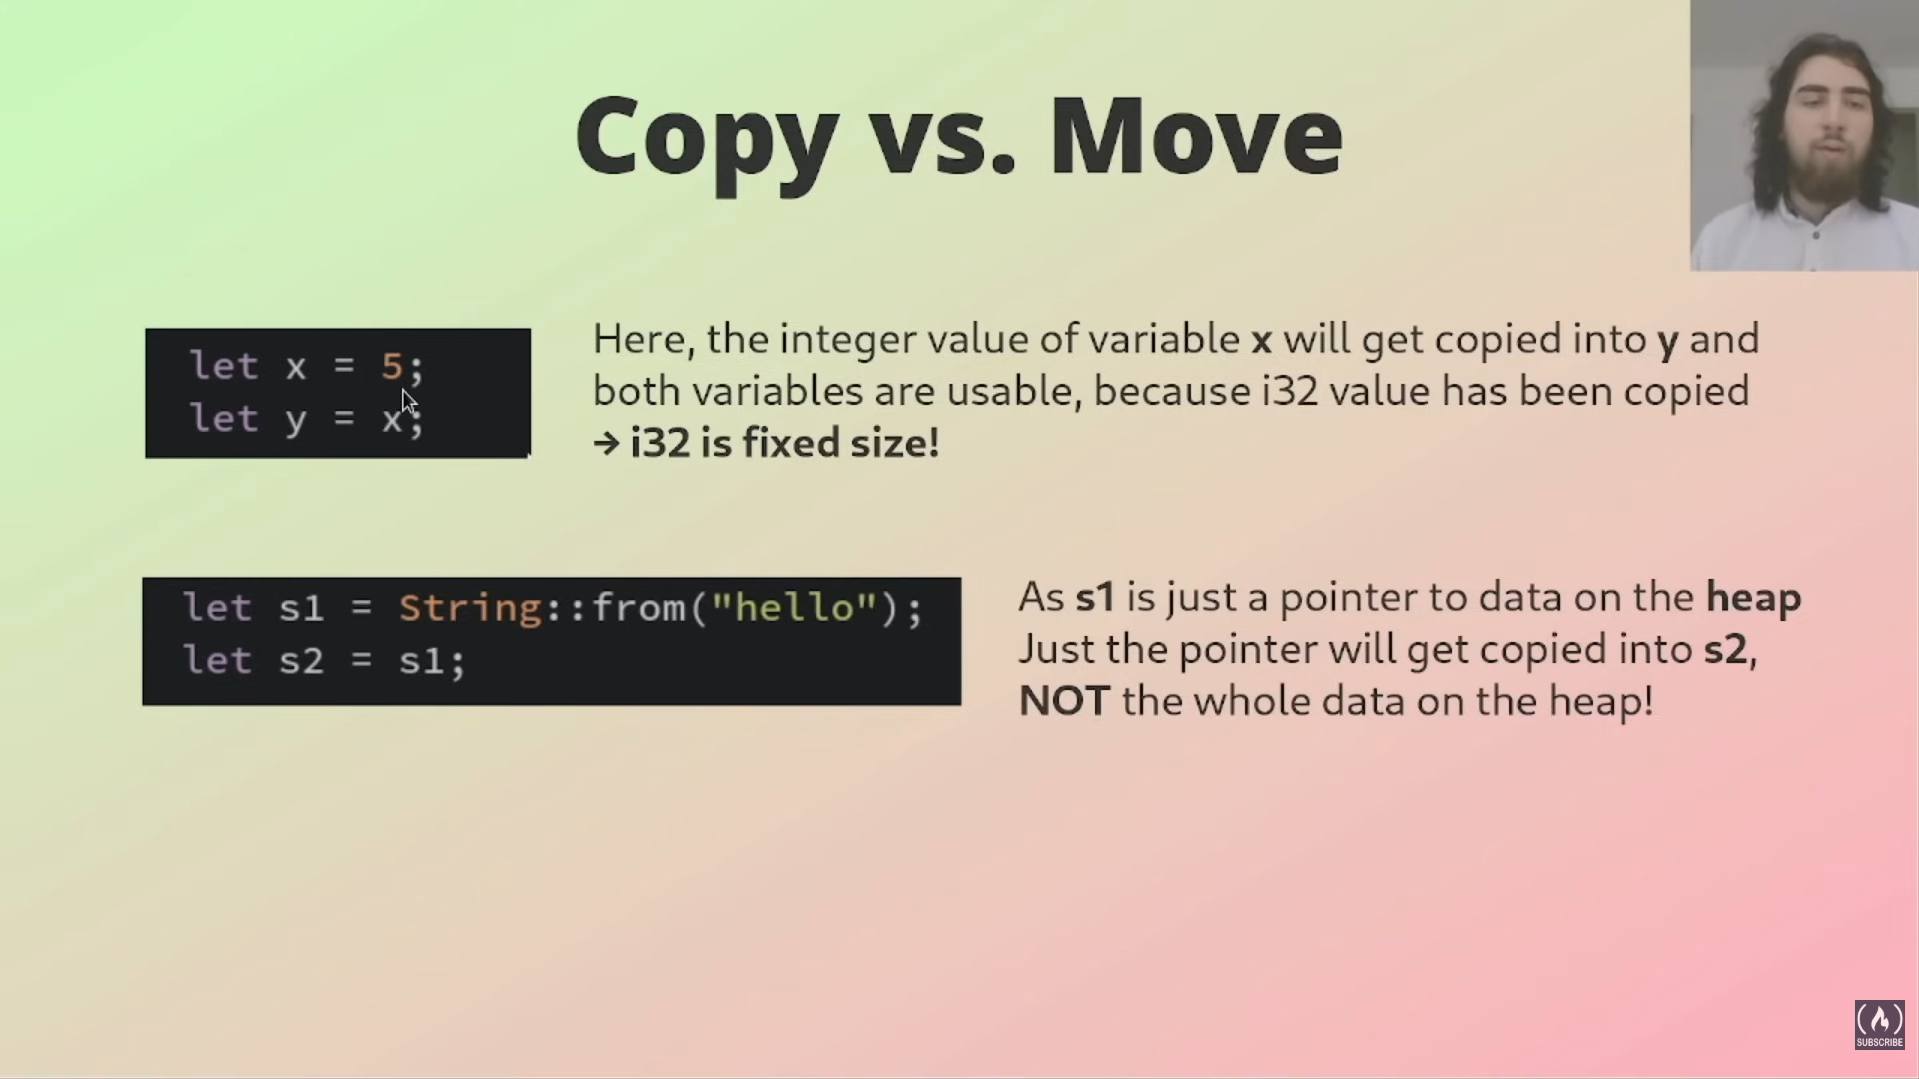 Copy vs. Move
let x = 5;
let y = x;
Here, the integer value of variable x will get copied into y and
both variables are usable, because i32 value has been copied
→ i32 is fixed size!
let s1 = String::from("hello");
let s2 = s1;
As s1 is just a pointer to data on the heap
Just the pointer will get copied into s2,
NOT the whole data on the heap!
SUBSCRIBE